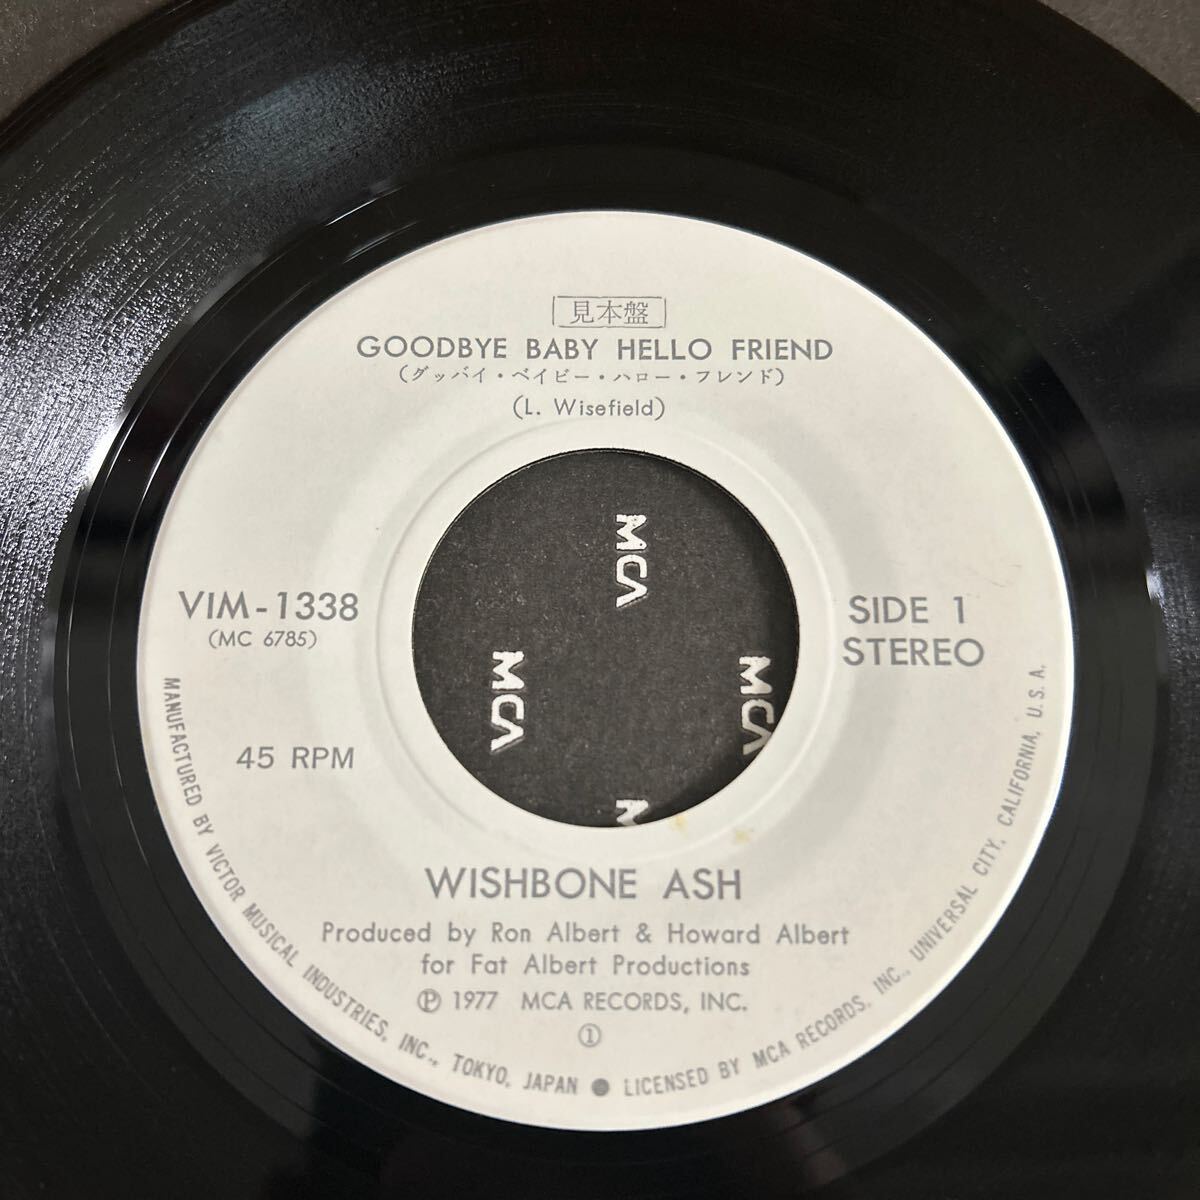 見本盤
GOODBYE BABY HELLO FRIEND
(グッバイ・ベイビー・ハロー・フレンド)
(L. Wisefield)
VIM-1338
(MC 6785)
SIDE 1
STEREO
45 RPM
MCA
MCA
MCA
WISHBONE ASH
Produced by Ron Albert & Howard Albert
for Fat Albert Productions
Ⓟ 1977 MCA RECORDS, INC.
①
MANUFACTURED BY VICTOR MUSICAL INDUSTRIES, INC., TOKYO, JAPAN ● LICENSED BY MCA RECORDS, INC., UNIVERSAL CITY, CALIFORNIA, U.S.A.